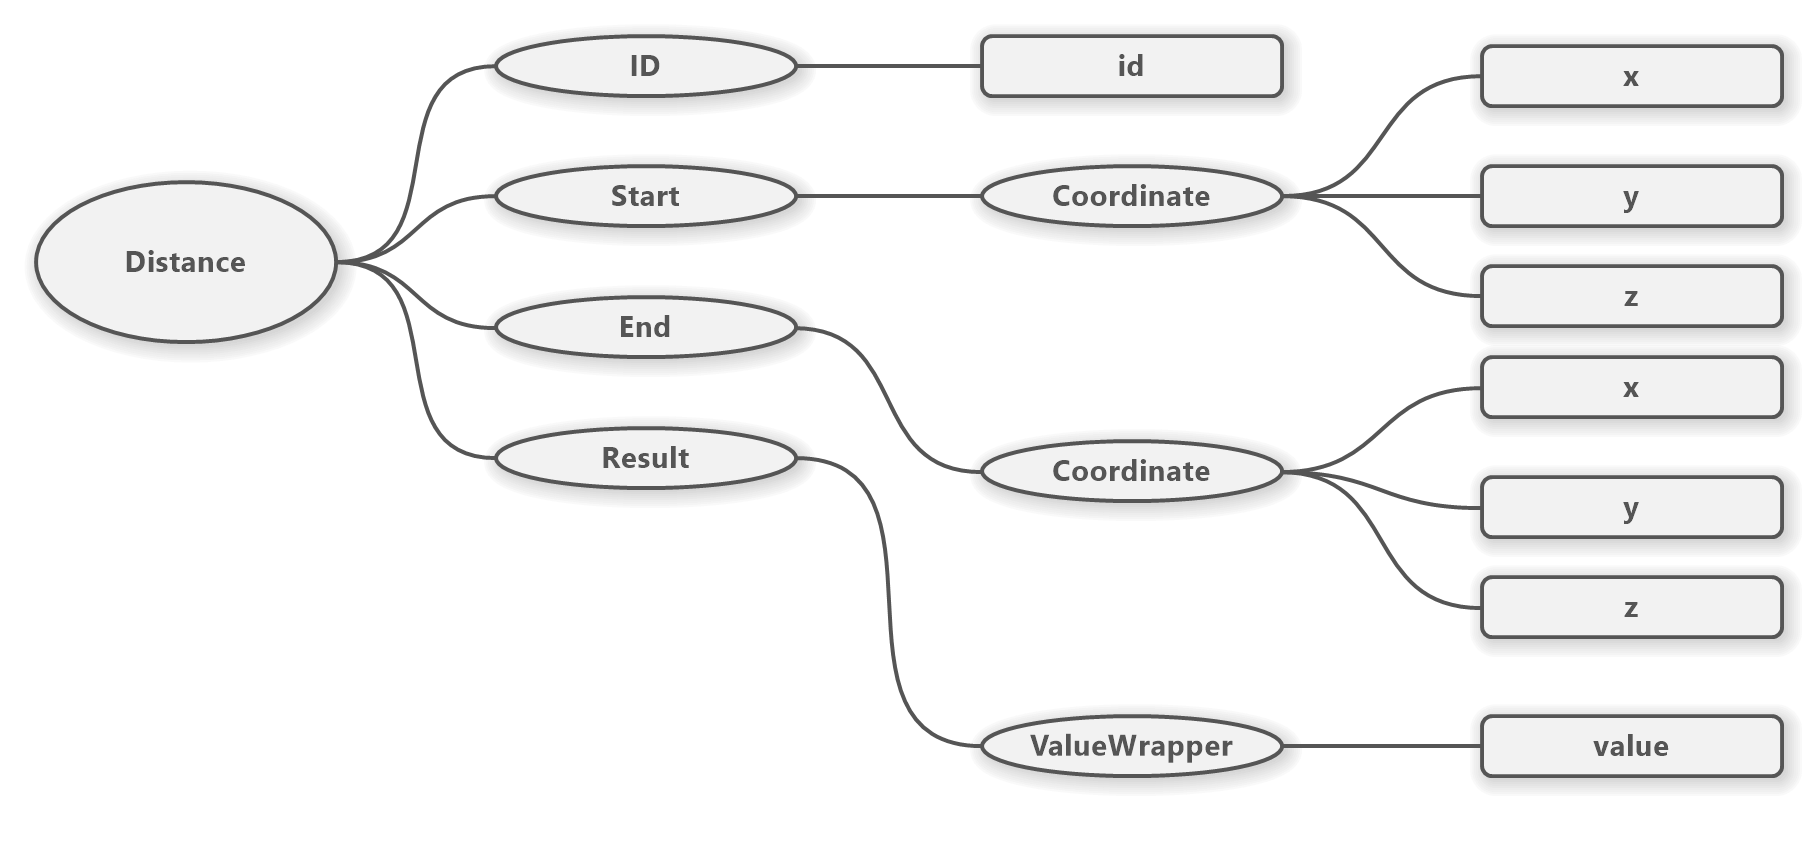 Distance
ID
id
Start
Coordinate
x
y
z
End
Coordinate
x
y
z
Result
ValueWrapper
value